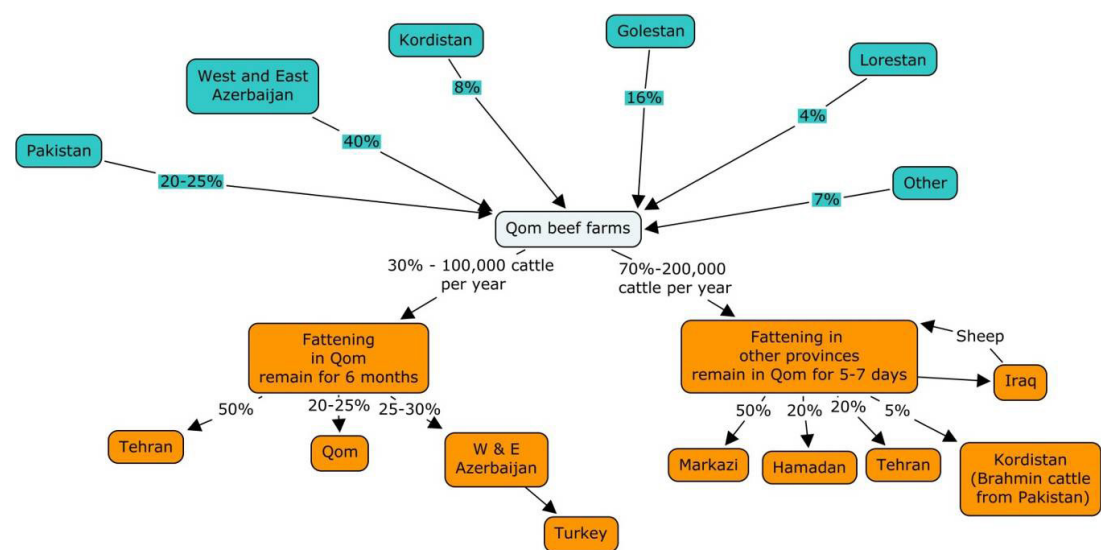 Golestan
Kordistan
Lorestan
West and East
Azerbaijan
8%
16%
4%
Pakistan
40%
20-25%
Other
7%
Qom beef farms
30% - 100,000 cattle
per year
70%-200,000
cattle per year
Fattening
in Qom
remain for 6 months
Fattening in
other provinces
remain in Qom for 5-7 days
Sheep
Iraq
50%
20-25%
25-30%
50%
20%
20%
5%
Tehran
Qom
W & E
Azerbaijan
Turkey
Markazi
Hamadan
Tehran
Kordistan
(Brahmin cattle
from Pakistan)